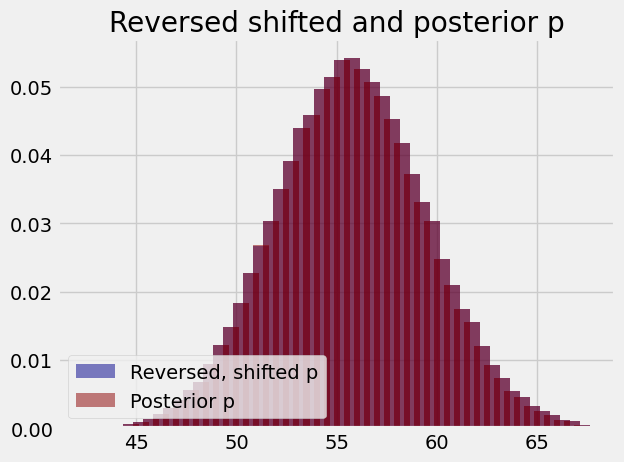 Reversed shifted and posterior p
0.05
0.04
0.03
0.02
0.01
0.00
Reversed, shifted p
Posterior p
45 50 55 60 65